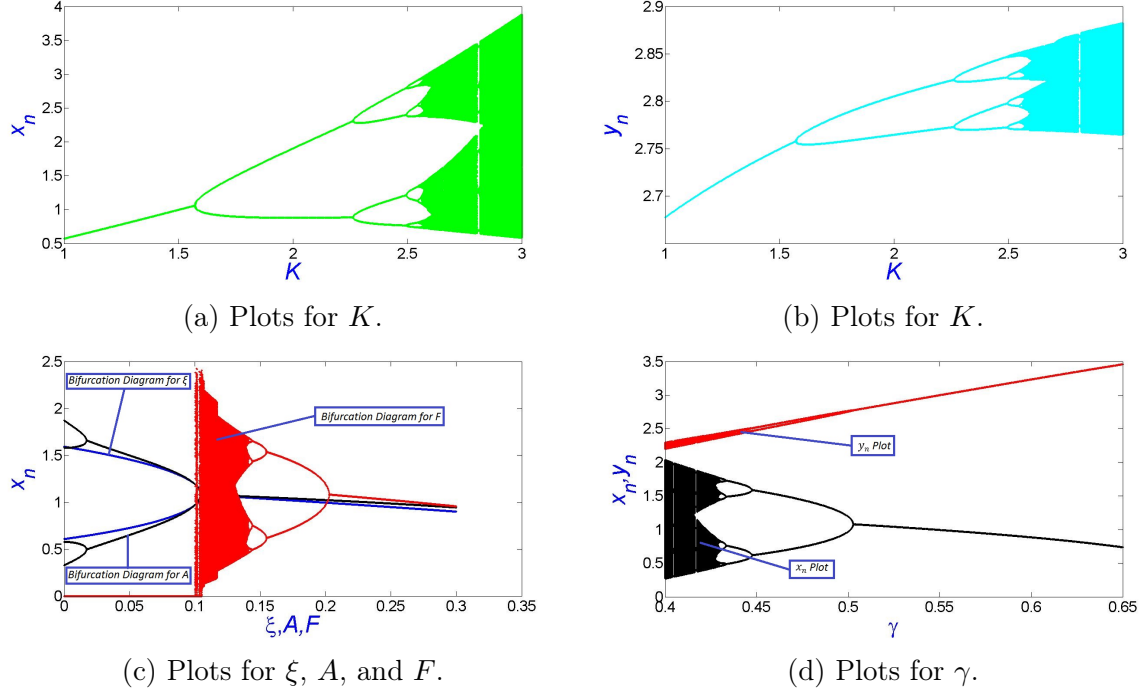 4
3.5
3
2.5
2
1.5
1
0.5
x_n
1 1.5 2 2.5 3
K
(a) Plots for K.
2.9
2.85
2.8
2.75
2.7
y_n
1 1.5 2 2.5 3
K
(b) Plots for K.
2.5
2
1.5
1
0.5
0
x_n
Bifurcation Diagram for ξ
Bifurcation Diagram for F
Bifurcation Diagram for A
0 0.05 0.1 0.15 0.2 0.25 0.3 0.35
ξ,A,F
(c) Plots for ξ, A, and F.
3.5
3
2.5
2
1.5
1
0.5
0
x_n,y_n
y_n Plot
x_n Plot
0.4 0.45 0.5 0.55 0.6 0.65
γ
(d) Plots for γ.